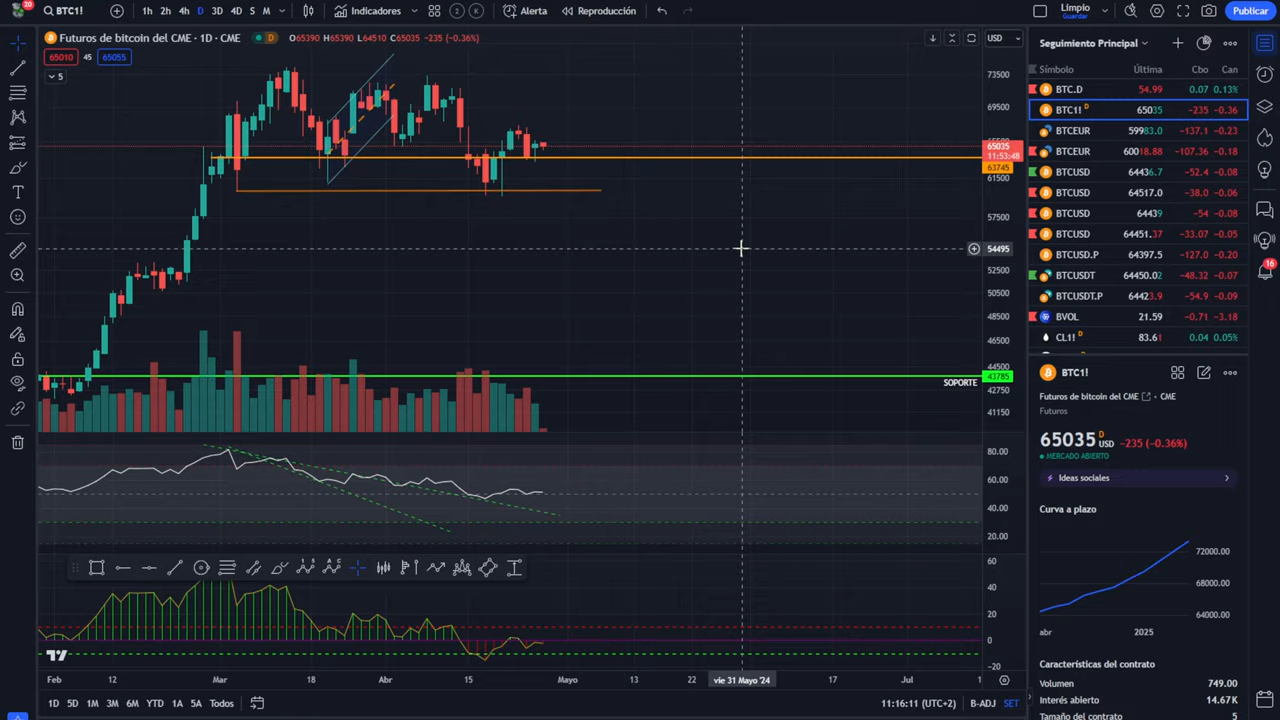 20
BTC1!
1h 2h 4h D 3D 4D S M
Indicadores
2 K
Alerta
Reproducción
Limpio
Guardar
Publicar
Futuros de bitcoin del CME · 1D · CME
D
O65390 H65390 L64510 C65035 -235 (-0.36%)
65010 45 65055
5
USD
73500
69500
65035
11:53:48
63745
61500
57500
54495
52500
50500
48500
46500
44500
43785
42750
41150
SOPORTE
80.00
60.00
40.00
20.00
60
40
20
0
-20
Feb 12 Mar 18 Abr 15 Mayo 13 22 vie 31 Mayo '24 17 Jul 1
1D 5D 1M 3M 6M YTD 1A 5A Todos
11:16:11 (UTC+2) B-ADJ SET
Seguimiento Principal
Símbolo Última Cbo Can
BTC.D 54.99 0.07 0.13%
BTC1! D 65035 -235 -0.36
BTCEUR 59983.0 -137.1 -0.23
BTCEUR 60018.88 -107.36 -0.18
BTCUSD 64436.7 -52.4 -0.08
BTCUSD 64517.0 -38.0 -0.06
BTCUSD 64439 -54 -0.08
BTCUSD 64451.37 -33.07 -0.05
BTCUSD.P 64397.5 -127.0 -0.20
BTCUSDT 64450.02 -48.32 -0.07
BTCUSDT.P 64423.9 -54.9 -0.09
BVOL 21.59 -0.71 -3.18
CL1! D 83.61 0.04 0.05%
BTC1!
Futuros de bitcoin del CME · CME
Futuros
65035 D USD -235 (-0.36%)
MERCADO ABIERTO
Ideas sociales
Curva a plazo
72000.00
68000.00
64000.00
abr 2025
Características del contrato
Volumen 749.00
Interés abierto 14.67K
Tamaño del contrato 5
16